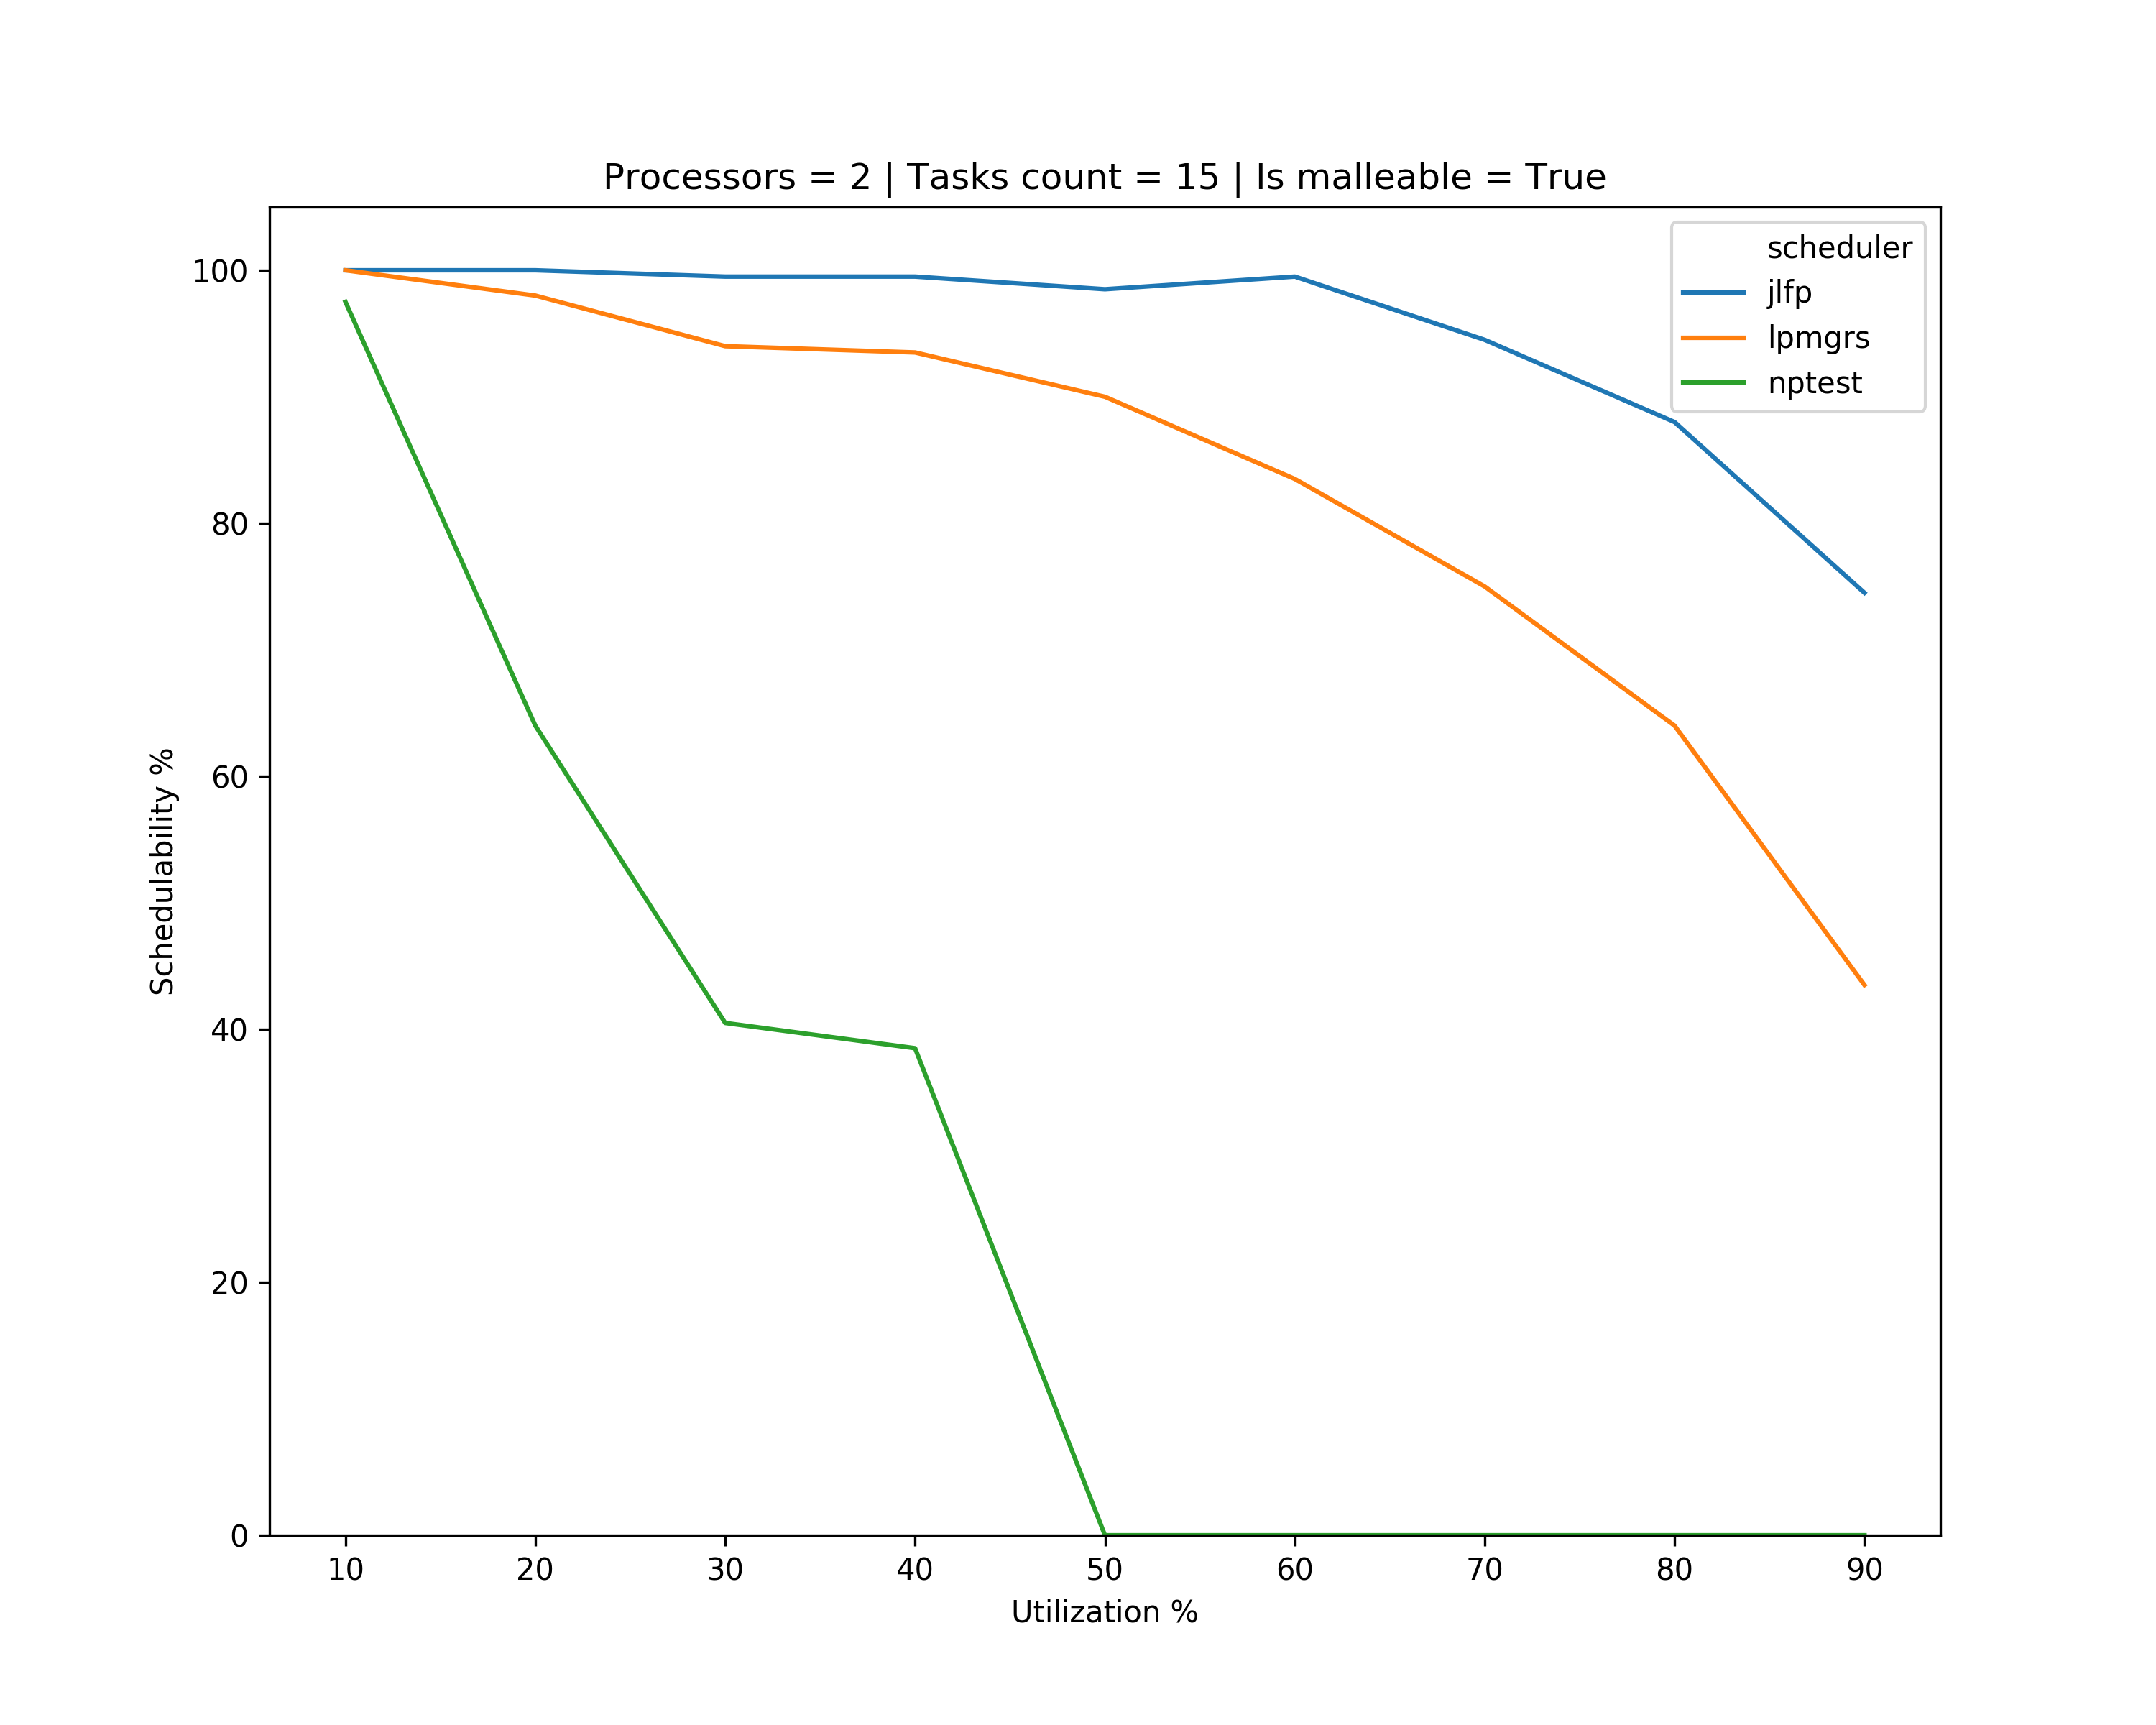 Processors = 2 | Tasks count = 15 | Is malleable = True
scheduler
jlfp
lpmgrs
nptest
Schedulability %
100
80
60
40
20
0
10 20 30 40 50 60 70 80 90
Utilization %